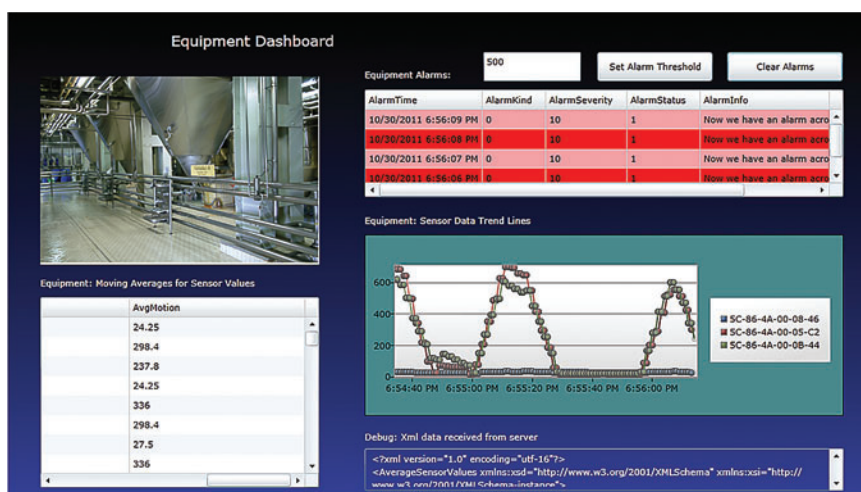 Equipment Dashboard
Equipment Alarms:
500
Set Alarm Threshold
Clear Alarms
AlarmTime AlarmKind AlarmSeverity AlarmStatus AlarmInfo
10/30/2011 6:56:09 PM 0 10 1 Now we have an alarm acro
10/30/2011 6:56:08 PM 0 10 1 Now we have an alarm acro
10/30/2011 6:56:07 PM 0 10 1 Now we have an alarm acro
10/30/2011 6:56:06 PM 0 10 1 Now we have an alarm acro
Equipment: Sensor Data Trend Lines
600
400
200
0
6:54:40 PM 6:55:00 PM 6:55:20 PM 6:55:40 PM 6:56:00 PM
5C-86-4A-00-08-46
5C-86-4A-00-05-C2
5C-86-4A-00-0B-44
Equipment: Moving Averages for Sensor Values
AvgMotion
24.25
298.4
237.8
24.25
336
298.4
27.5
336
Debug: Xml data received from server
<?xml version="1.0" encoding="utf-16"?>
<AverageSensorValues xmlns:xsd="http://www.w3.org/2001/XMLSchema" xmlns:xsi="http://
www.w3.org/2001/XMLSchema-instance">